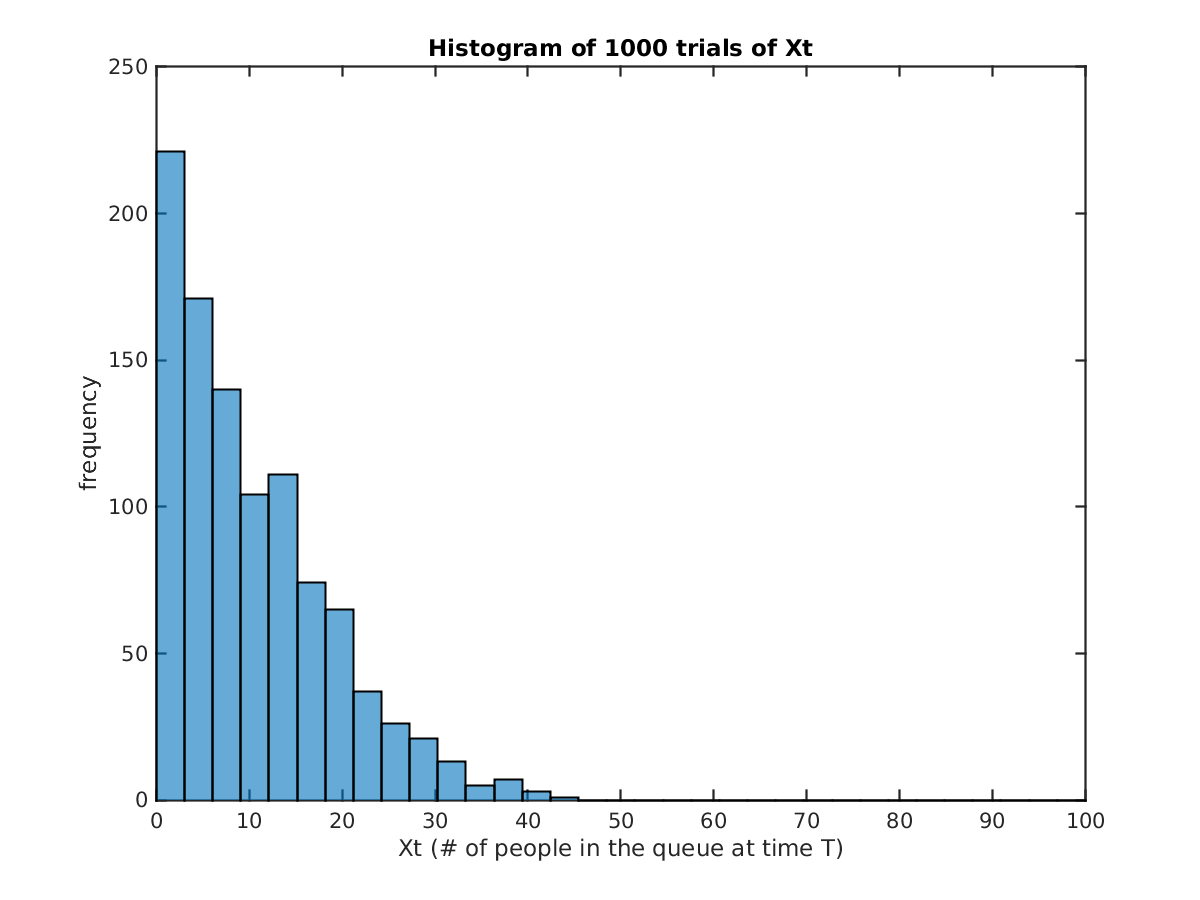 Histogram of 1000 trials of Xt
250
200
150
100
50
0
frequency
0 10 20 30 40 50 60 70 80 90 100
Xt (# of people in the queue at time T)